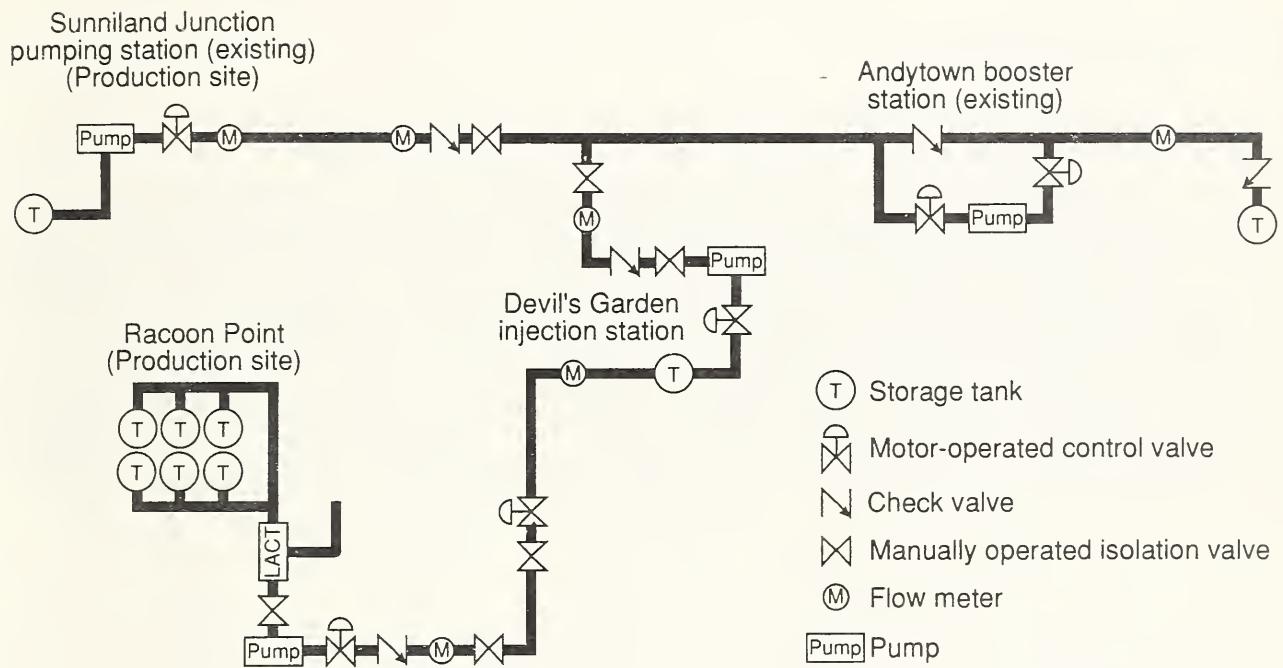 Sunniland Junction
pumping station (existing)
(Production site)
Andytown booster
station (existing)
Pump
M
M
M
T
M
Pump
T
Pump
Devil's Garden
injection station
Racoon Point
(Production site)
M
T
T
T
T
T
T
T
LACT
Pump
M
T
Storage tank
Motor-operated control valve
Check valve
Manually operated isolation valve
M
Flow meter
Pump
Pump